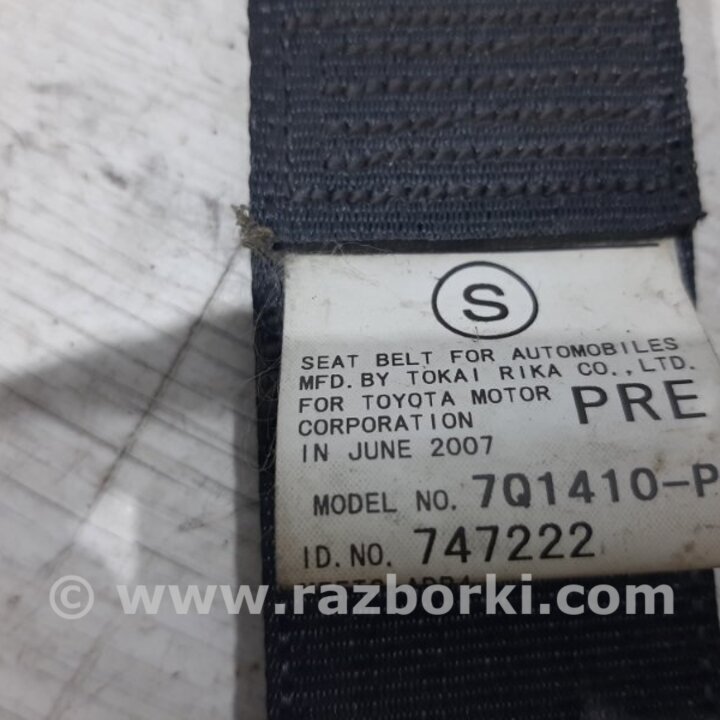 S
SEAT BELT FOR AUTOMOBILES
MFD. BY TOKAI RIKA CO., LTD.
FOR TOYOTA MOTOR
CORPORATION PRE
IN JUNE 2007
MODEL NO. 7Q1410-P
ID. NO. 747222
© www.razborki.com